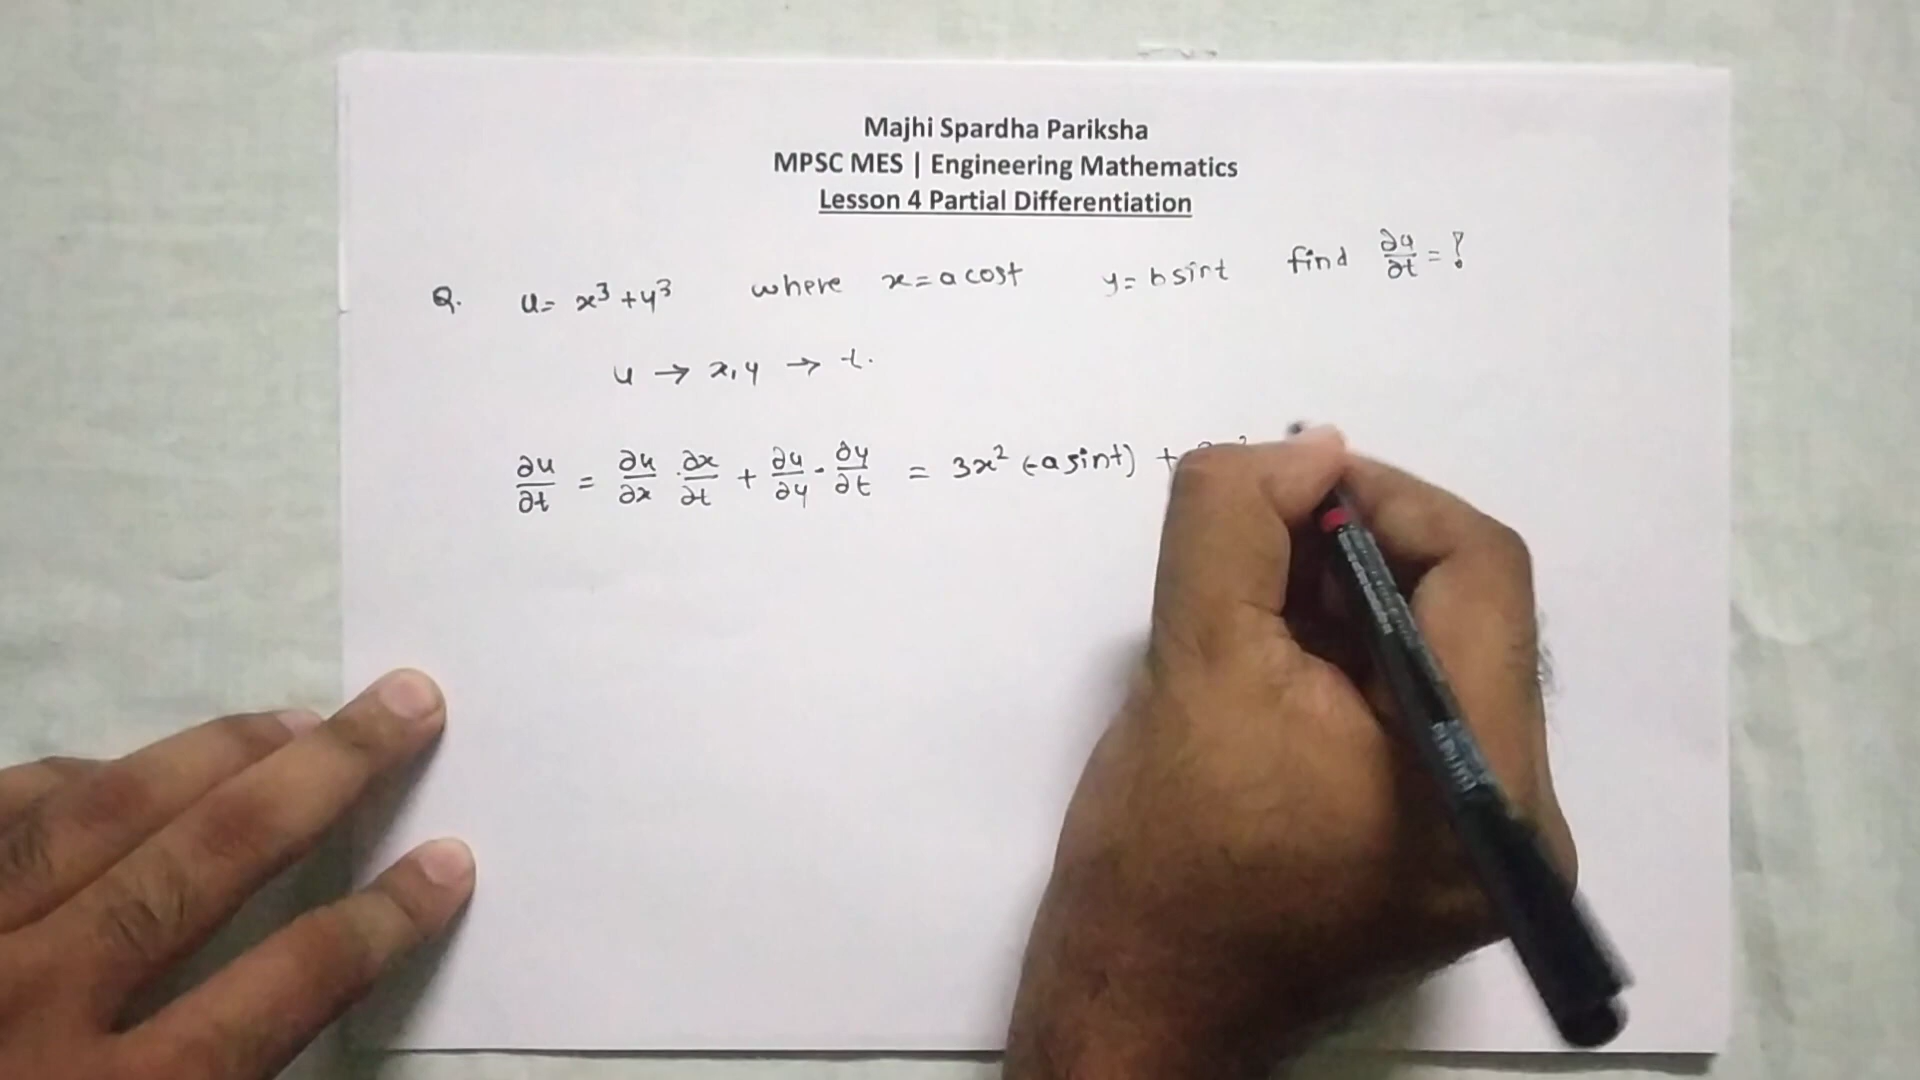 Majhi Spardha Pariksha
MPSC MES | Engineering Mathematics
Lesson 4 Partial Differentiation
Q. u = x³ + y³ where x = a cost y = b sint find ∂u/∂t = ?
u → x, y → t.
∂u/∂t = ∂u/∂x · ∂x/∂t + ∂u/∂y · ∂y/∂t = 3x² (-a sint) +